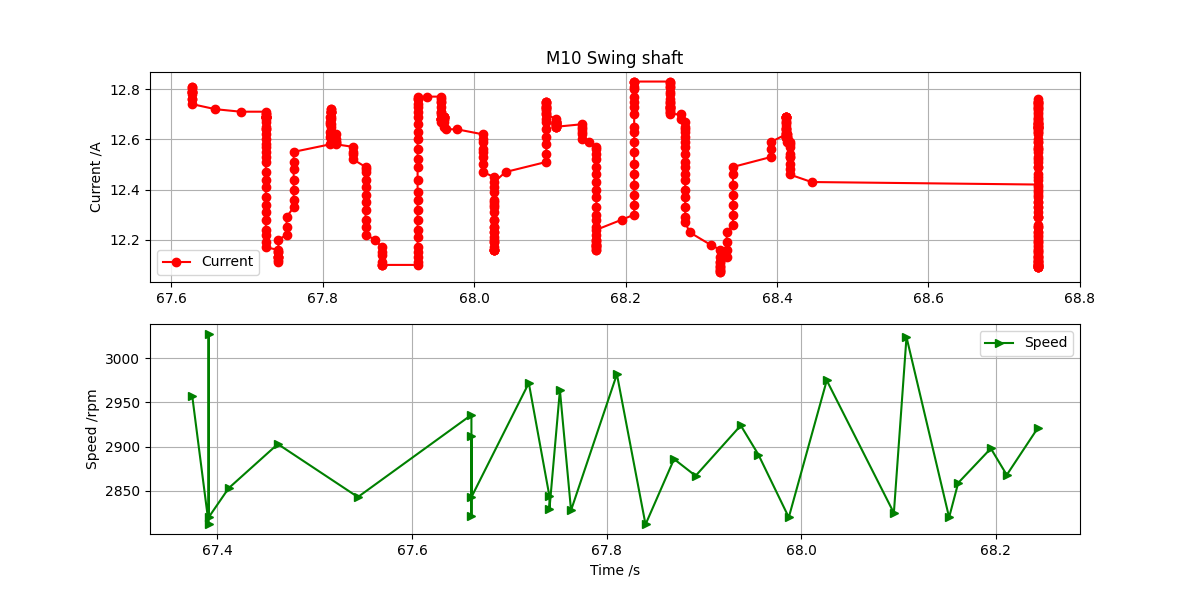 M10 Swing shaft
Current /A
12.8
12.6
12.4
12.2
Current
67.6 67.8 68.0 68.2 68.4 68.6 68.8
Speed /rpm
3000
2950
2900
2850
Speed
67.4 67.6 67.8 68.0 68.2
Time /s